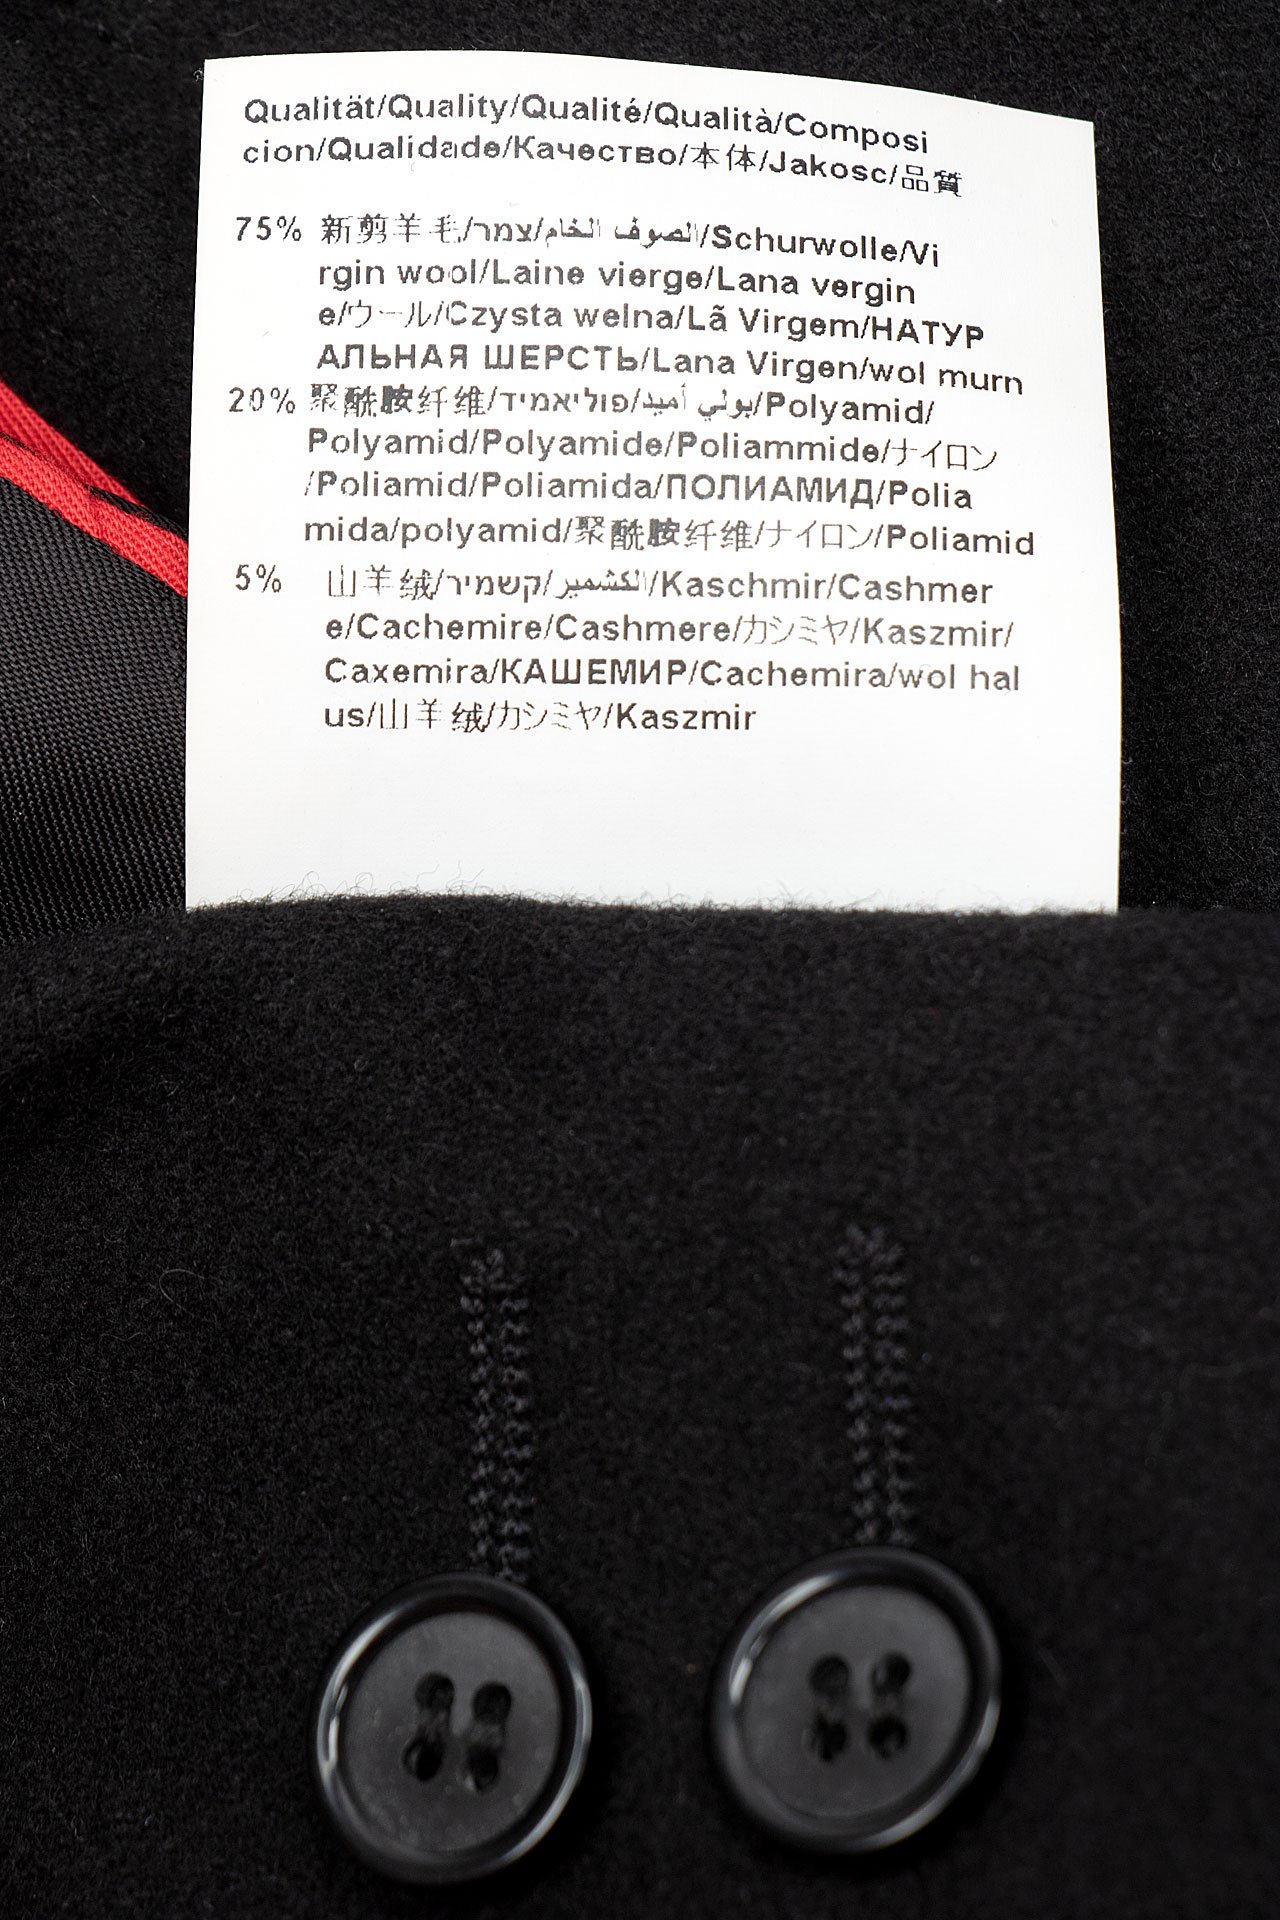 Qualität/Quality/Qualité/Qualità/Composi
cion/Qualidade/Качество/本体/Jakosc/品質
75% 新剪羊毛/צמר/الصوف الخام/Schurwolle/Vi
rgin wool/Laine vierge/Lana vergin
e/ウール/Czysta welna/Lã Virgem/НАТУР
АЛЬНАЯ ШЕРСТЬ/Lana Virgen/wol murn
20% 聚酰胺纤维/פוליאמיד/بولي أميد/Polyamid/
Polyamid/Polyamide/Poliammide/ナイロン
/Poliamid/Poliamida/ПОЛИАМИД/Polia
mida/polyamid/聚酰胺纤维/ナイロン/Poliamid
5% 山羊绒/קשמיר/الكشمير/Kaschmir/Cashmer
e/Cachemire/Cashmere/カシミヤ/Kaszmir/
Caxemira/КАШЕМИР/Cachemira/wol hal
us/山羊绒/カシミヤ/Kaszmir